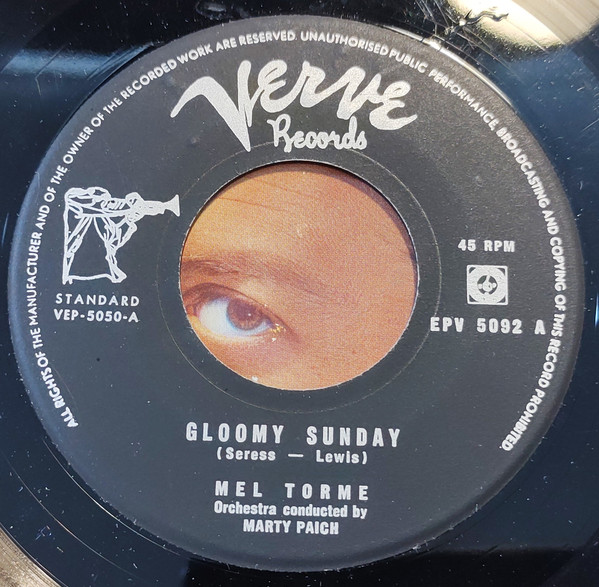 ALL RIGHTS OF THE MANUFACTURER AND OF THE OWNER OF THE RECORDED WORK ARE RESERVED. UNAUTHORISED PUBLIC PERFORMANCE, BROADCASTING AND COPYING OF THIS RECORD PROHIBITED.
VERVE
Records
STANDARD
VEP-5050-A
45 RPM
EPV 5092 A
GLOOMY SUNDAY
(Seress — Lewis)
MEL TORME
Orchestra conducted by
MARTY PAICH